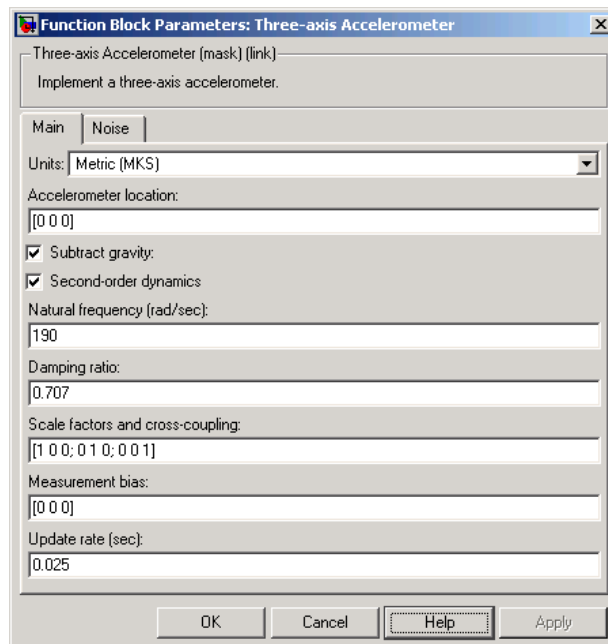 Function Block Parameters: Three-axis Accelerometer
Three-axis Accelerometer (mask) (link)
Implement a three-axis accelerometer.
Main Noise
Units: Metric (MKS)
Accelerometer location:
[0 0 0]
Subtract gravity:
Second-order dynamics
Natural frequency (rad/sec):
190
Damping ratio:
0.707
Scale factors and cross-coupling:
[1 0 0; 0 1 0; 0 0 1]
Measurement bias:
[0 0 0]
Update rate (sec):
0.025
OK Cancel Help Apply